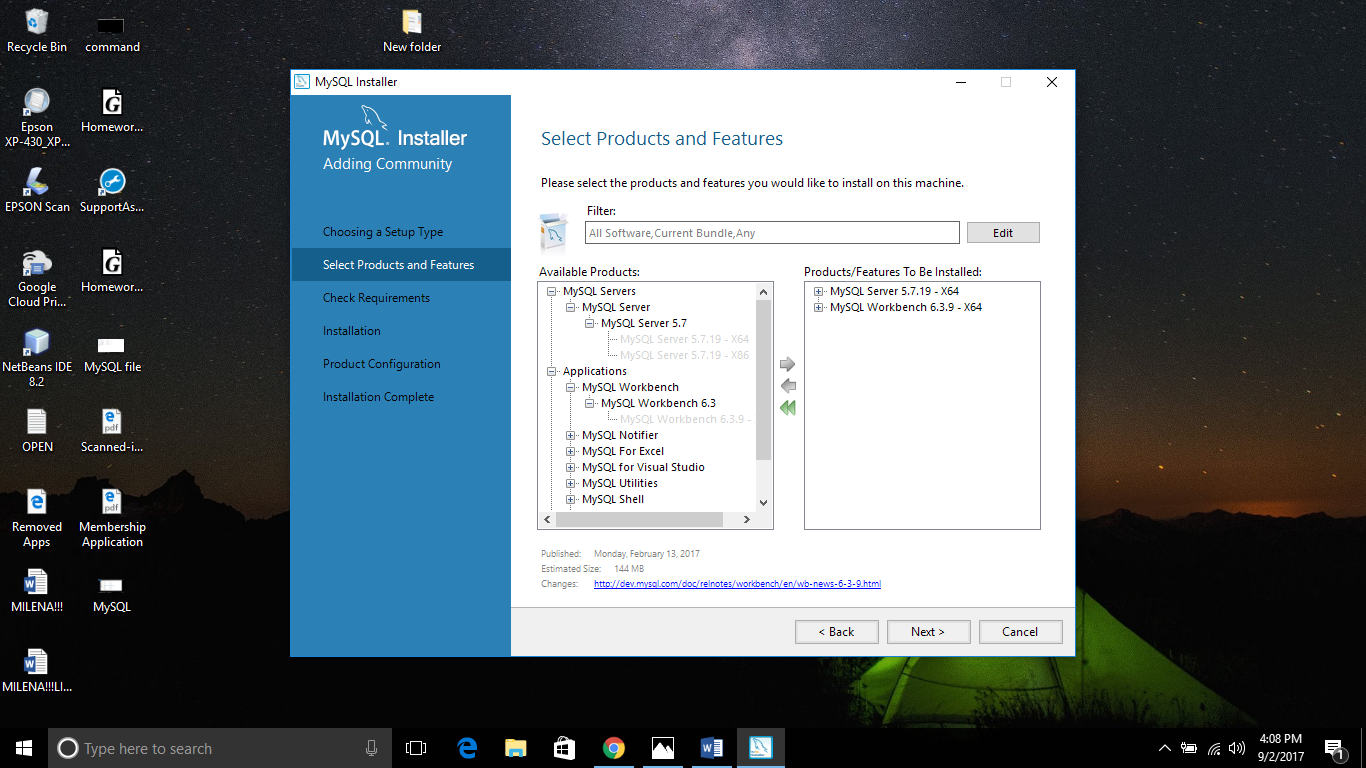 Recycle Bin
command
New folder
Epson
XP-430_XP...
Homewor...
EPSON Scan
SupportAs...
Google
Cloud Pri...
Homewor...
NetBeans IDE
8.2
MySQL file
OPEN
Scanned-i...
Removed
Apps
Membership
Application
MILENA!!!
MySQL
MILENA!!!LI...
MySQL Installer
MySQL. Installer
Adding Community
Choosing a Setup Type
Select Products and Features
Check Requirements
Installation
Product Configuration
Installation Complete
Select Products and Features
Please select the products and features you would like to install on this machine.
Filter:
All Software,Current Bundle,Any
Edit
Available Products:
MySQL Servers
MySQL Server
MySQL Server 5.7
MySQL Server 5.7.19 - X64
MySQL Server 5.7.19 - X86
Applications
MySQL Workbench
MySQL Workbench 6.3
MySQL Workbench 6.3.9 -
MySQL Notifier
MySQL For Excel
MySQL for Visual Studio
MySQL Utilities
MySQL Shell
Products/Features To Be Installed:
MySQL Server 5.7.19 - X64
MySQL Workbench 6.3.9 - X64
Published: Monday, February 13, 2017
Estimated Size: 144 MB
Changes: http://dev.mysql.com/doc/relnotes/workbench/en/wb-news-6-3-9.html
< Back
Next >
Cancel
Type here to search
4:08 PM
9/2/2017
1